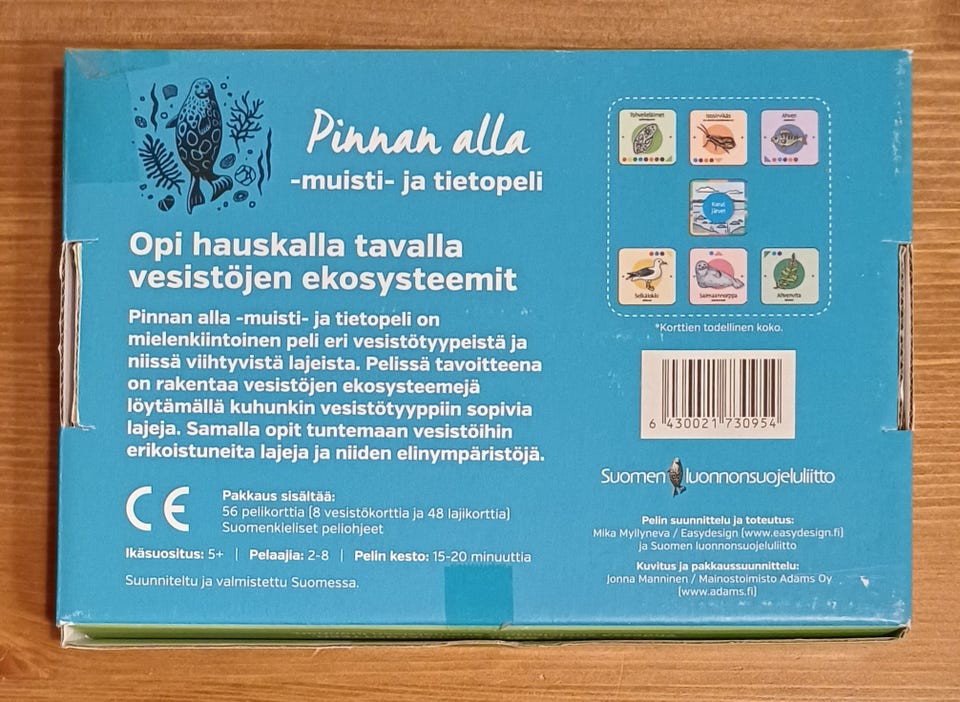 Pinnan alla
-muisti- ja tietopeli
Opi hauskalla tavalla
vesistöjen ekosysteemit
Pinnan alla -muisti- ja tietopeli on
mielenkiintoinen peli eri vesistötyypeistä ja
niissä viihtyvistä lajeista. Pelissä tavoitteena
on rakentaa vesistöjen ekosysteemejä
löytämällä kuhunkin vesistötyyppiin sopivia
lajeja. Samalla opit tuntemaan vesistöihin
erikoistuneita lajeja ja niiden elinympäristöjä.
CE
Pakkaus sisältää:
56 pelikorttia (8 vesistökorttia ja 48 lajikorttia)
Suomenkieliset peliohjeet
Ikäsuositus: 5+ | Pelaajia: 2-8 | Pelin kesto: 15-20 minuuttia
Suunniteltu ja valmistettu Suomessa.
Ahven
Karut
järvet
Selkälokki
Saimaannorppa
Ahvenvita
*Korttien todellinen koko.
6 430021 730954
Suomen luonnonsuojeluliitto
Pelin suunnittelu ja toteutus:
Mika Myllyneva / Easydesign (www.easydesign.fi)
ja Suomen luonnonsuojeluliitto
Kuvitus ja pakkaussuunnittelu:
Jonna Manninen / Mainostoimisto Adams Oy
(www.adams.fi)